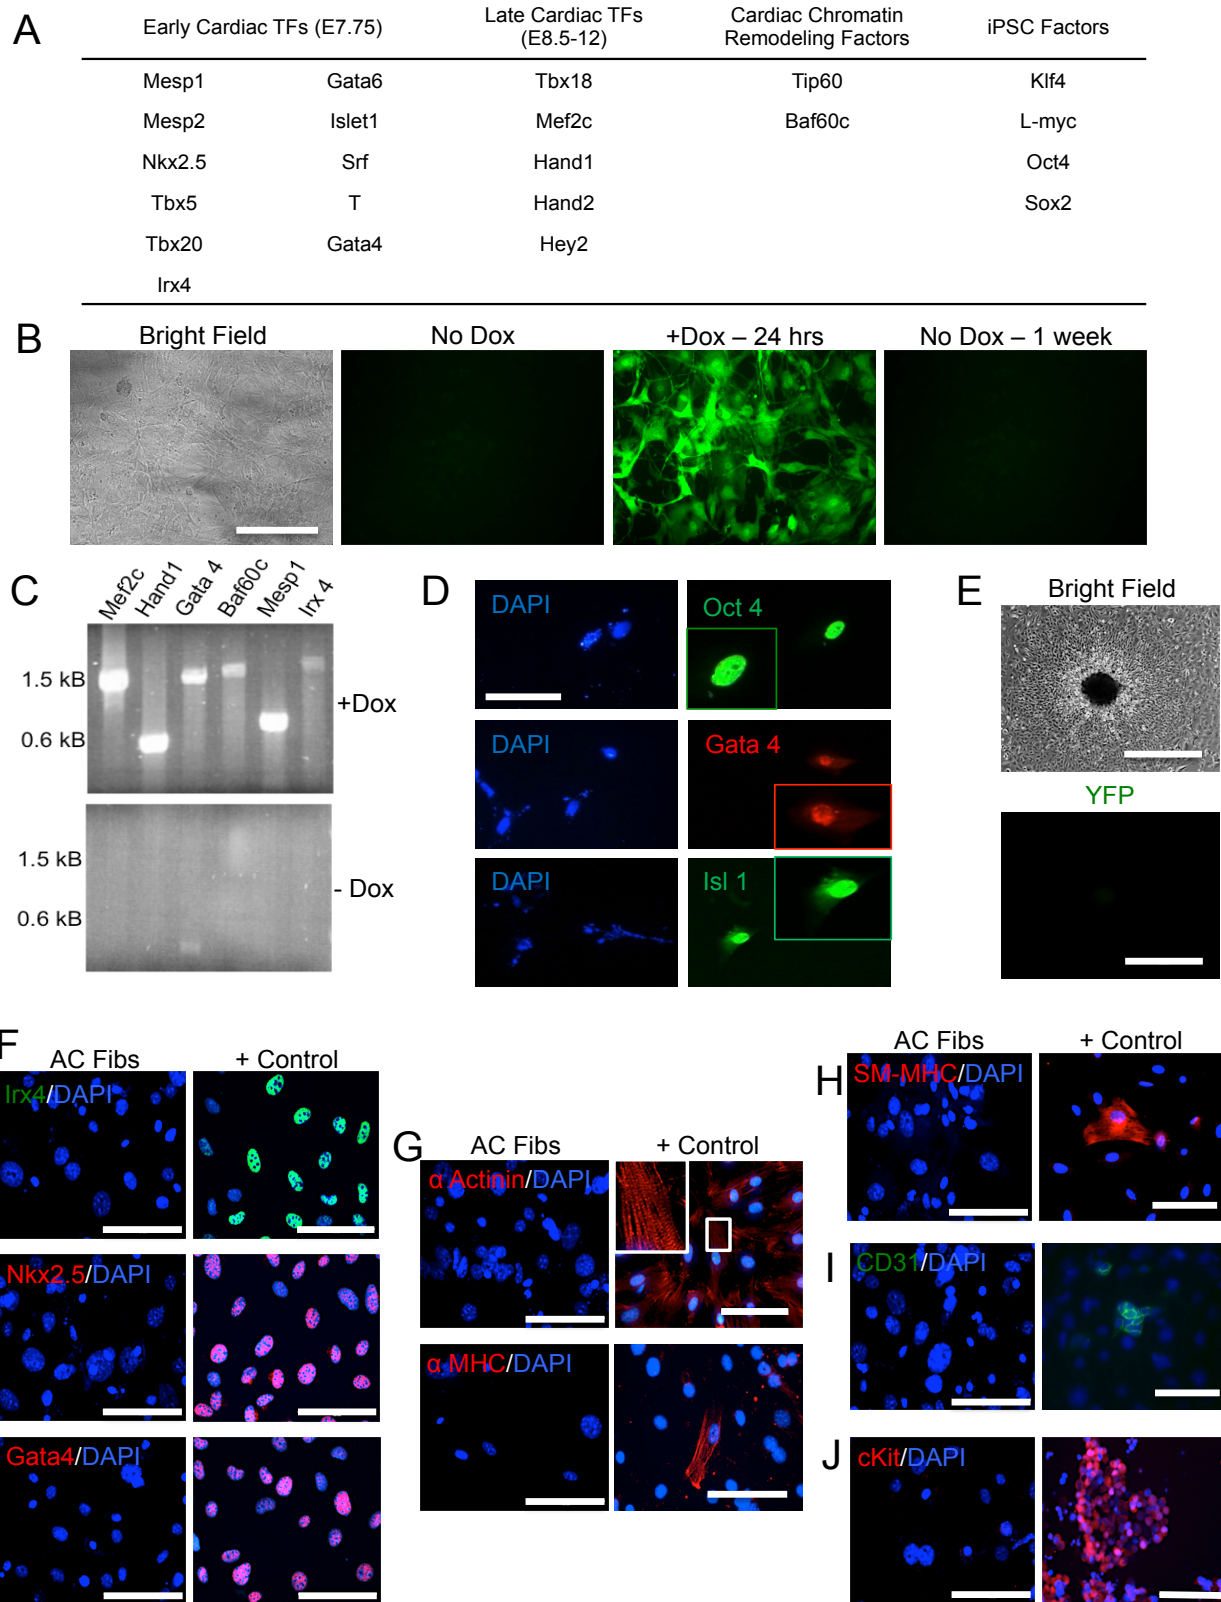 A
Early Cardiac TFs (E7.75)
Late Cardiac TFs
(E8.5-12)
Cardiac Chromatin
Remodeling Factors
iPSC Factors
Mesp1 Gata6 Tbx18 Tip60 Klf4
Mesp2 Islet1 Mef2c Baf60c L-myc
Nkx2.5 Srf Hand1 Oct4
Tbx5 T Hand2 Sox2
Tbx20 Gata4 Hey2
Irx4
B
Bright Field No Dox +Dox – 24 hrs No Dox – 1 week
C
Mef2c Hand1 Gata 4 Baf60c Mesp1 Irx 4
1.5 kB
0.6 kB
+Dox
1.5 kB
0.6 kB
- Dox
D
DAPI Oct 4
DAPI Gata 4
DAPI Isl 1
E
Bright Field
YFP
F
AC Fibs + Control
Irx4/DAPI
Nkx2.5/DAPI
Gata4/DAPI
G
AC Fibs + Control
α Actinin/DAPI
α MHC/DAPI
H
AC Fibs + Control
SM-MHC/DAPI
I
CD31/DAPI
J
cKit/DAPI